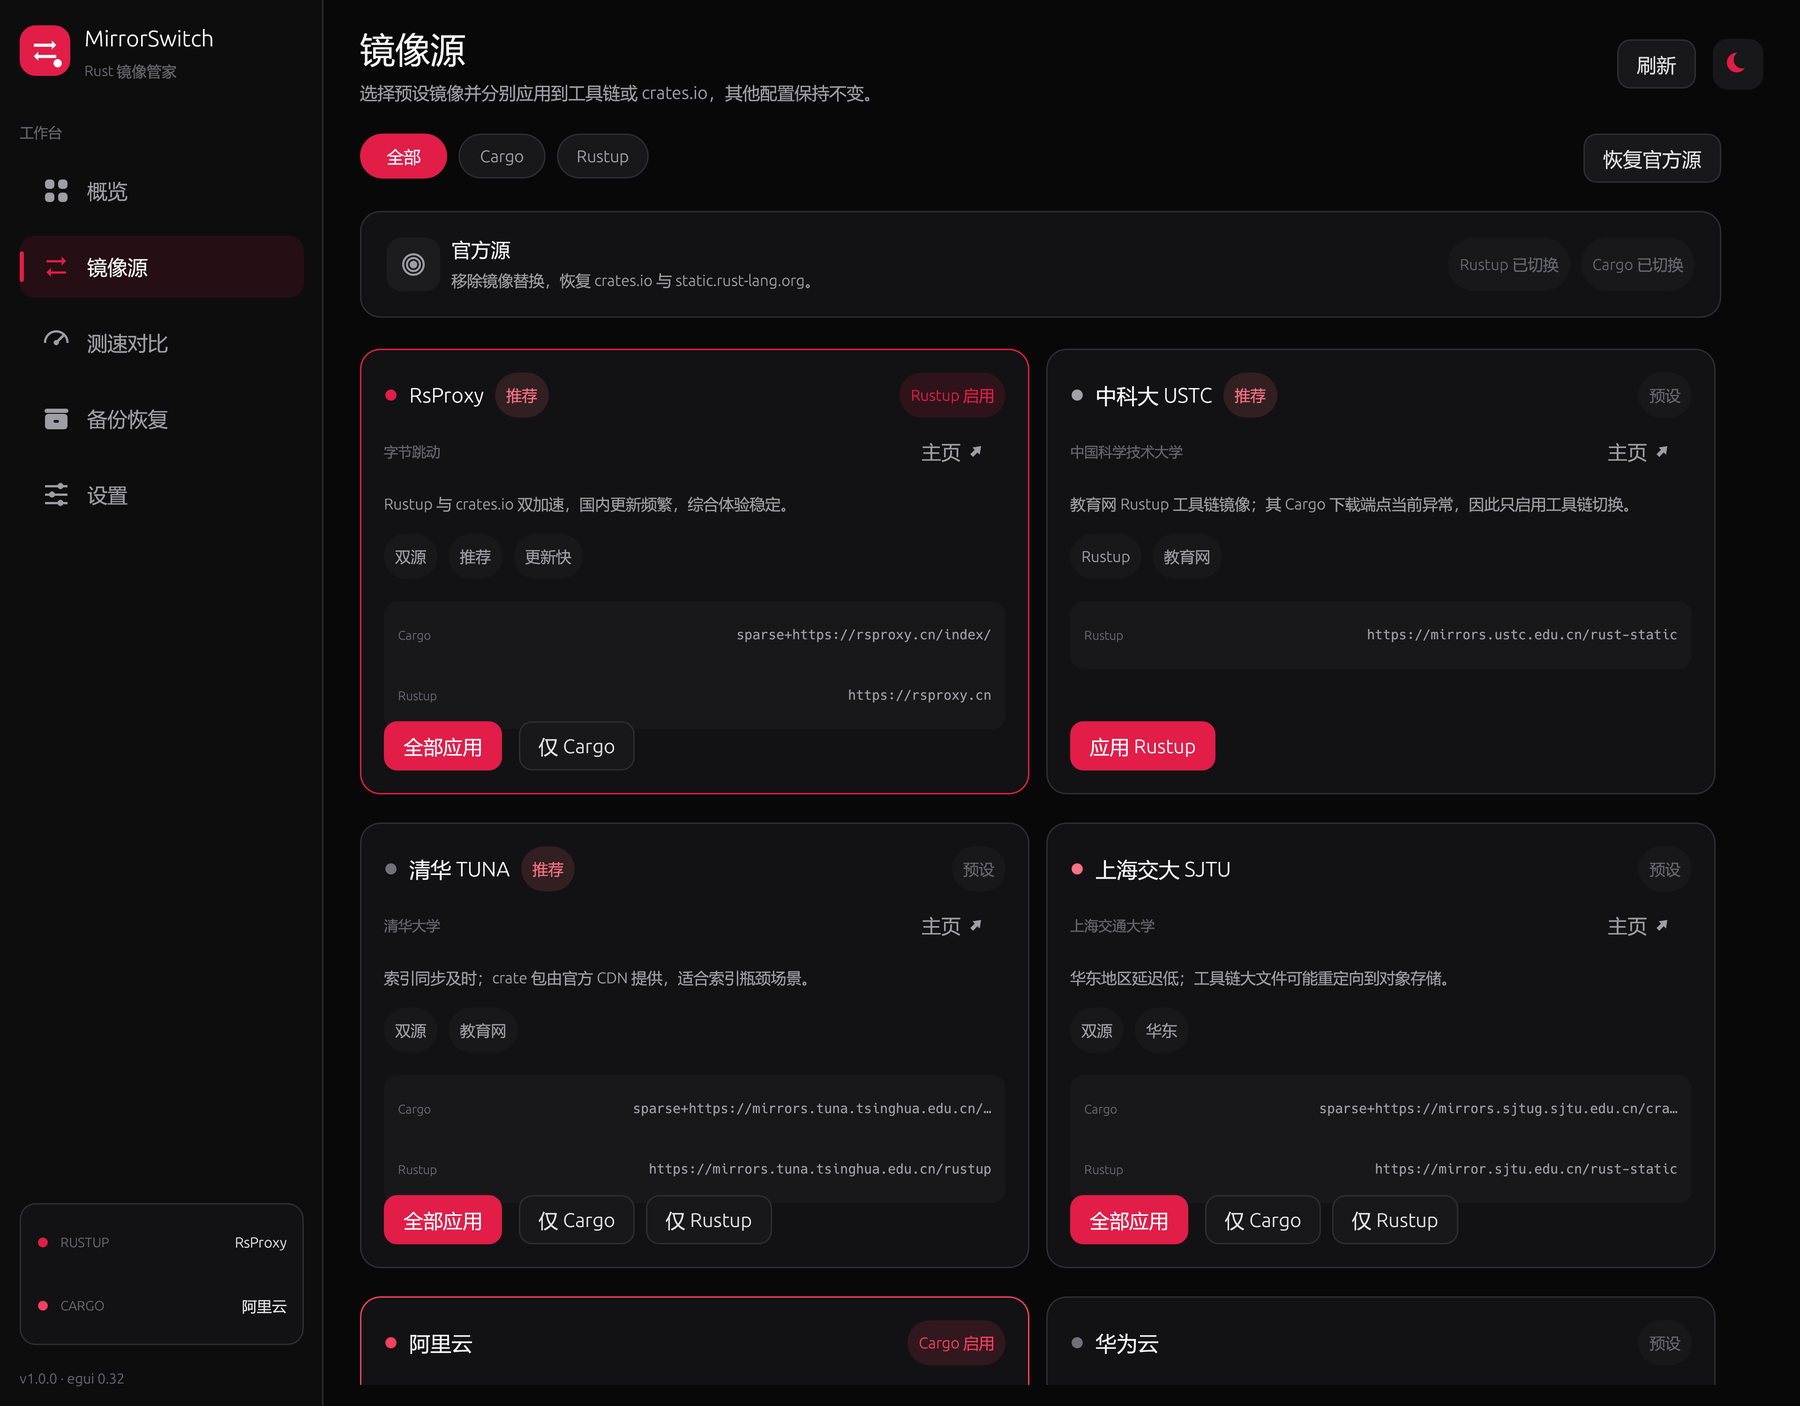 MirrorSwitch
Rust 镜像管家
工作台
概览
镜像源
测速对比
备份恢复
设置
RUSTUP RsProxy
CARGO 阿里云
v1.0.0 · egui 0.32
镜像源
选择预设镜像并分别应用到工具链或 crates.io，其他配置保持不变。
刷新
全部 Cargo Rustup
恢复官方源
官方源
移除镜像替换，恢复 crates.io 与 static.rust-lang.org。
Rustup 已切换 Cargo 已切换
RsProxy 推荐 Rustup 启用
字节跳动 主页
Rustup 与 crates.io 双加速，国内更新频繁，综合体验稳定。
双源 推荐 更新快
Cargo sparse+https://rsproxy.cn/index/
Rustup https://rsproxy.cn
全部应用 仅 Cargo
中科大 USTC 推荐 预设
中国科学技术大学 主页
教育网 Rustup 工具链镜像；其 Cargo 下载端点当前异常，因此只启用工具链切换。
Rustup 教育网
Rustup https://mirrors.ustc.edu.cn/rust-static
应用 Rustup
清华 TUNA 推荐 预设
清华大学 主页
索引同步及时；crate 包由官方 CDN 提供，适合索引瓶颈场景。
双源 教育网
Cargo sparse+https://mirrors.tuna.tsinghua.edu.cn/…
Rustup https://mirrors.tuna.tsinghua.edu.cn/rustup
全部应用 仅 Cargo 仅 Rustup
上海交大 SJTU 预设
上海交通大学 主页
华东地区延迟低；工具链大文件可能重定向到对象存储。
双源 华东
Cargo sparse+https://mirrors.sjtug.sjtu.edu.cn/cra…
Rustup https://mirror.sjtu.edu.cn/rust-static
全部应用 仅 Cargo 仅 Rustup
阿里云 Cargo 启用
华为云 预设